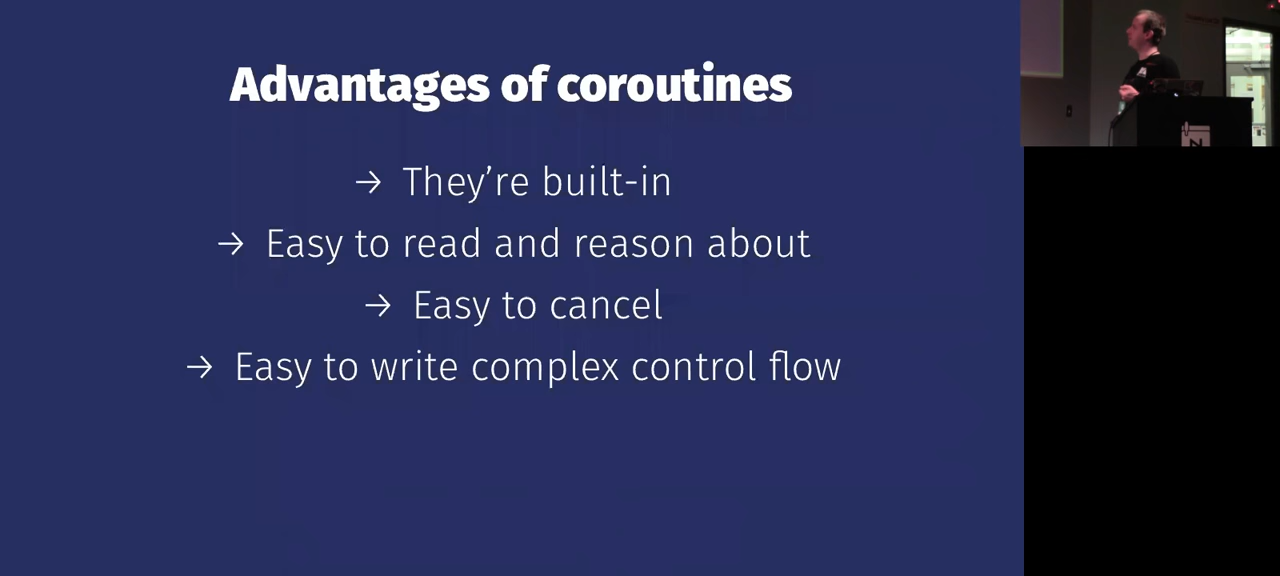 Advantages of coroutines
→ They're built-in
→ Easy to read and reason about
→ Easy to cancel
→ Easy to write complex control flow